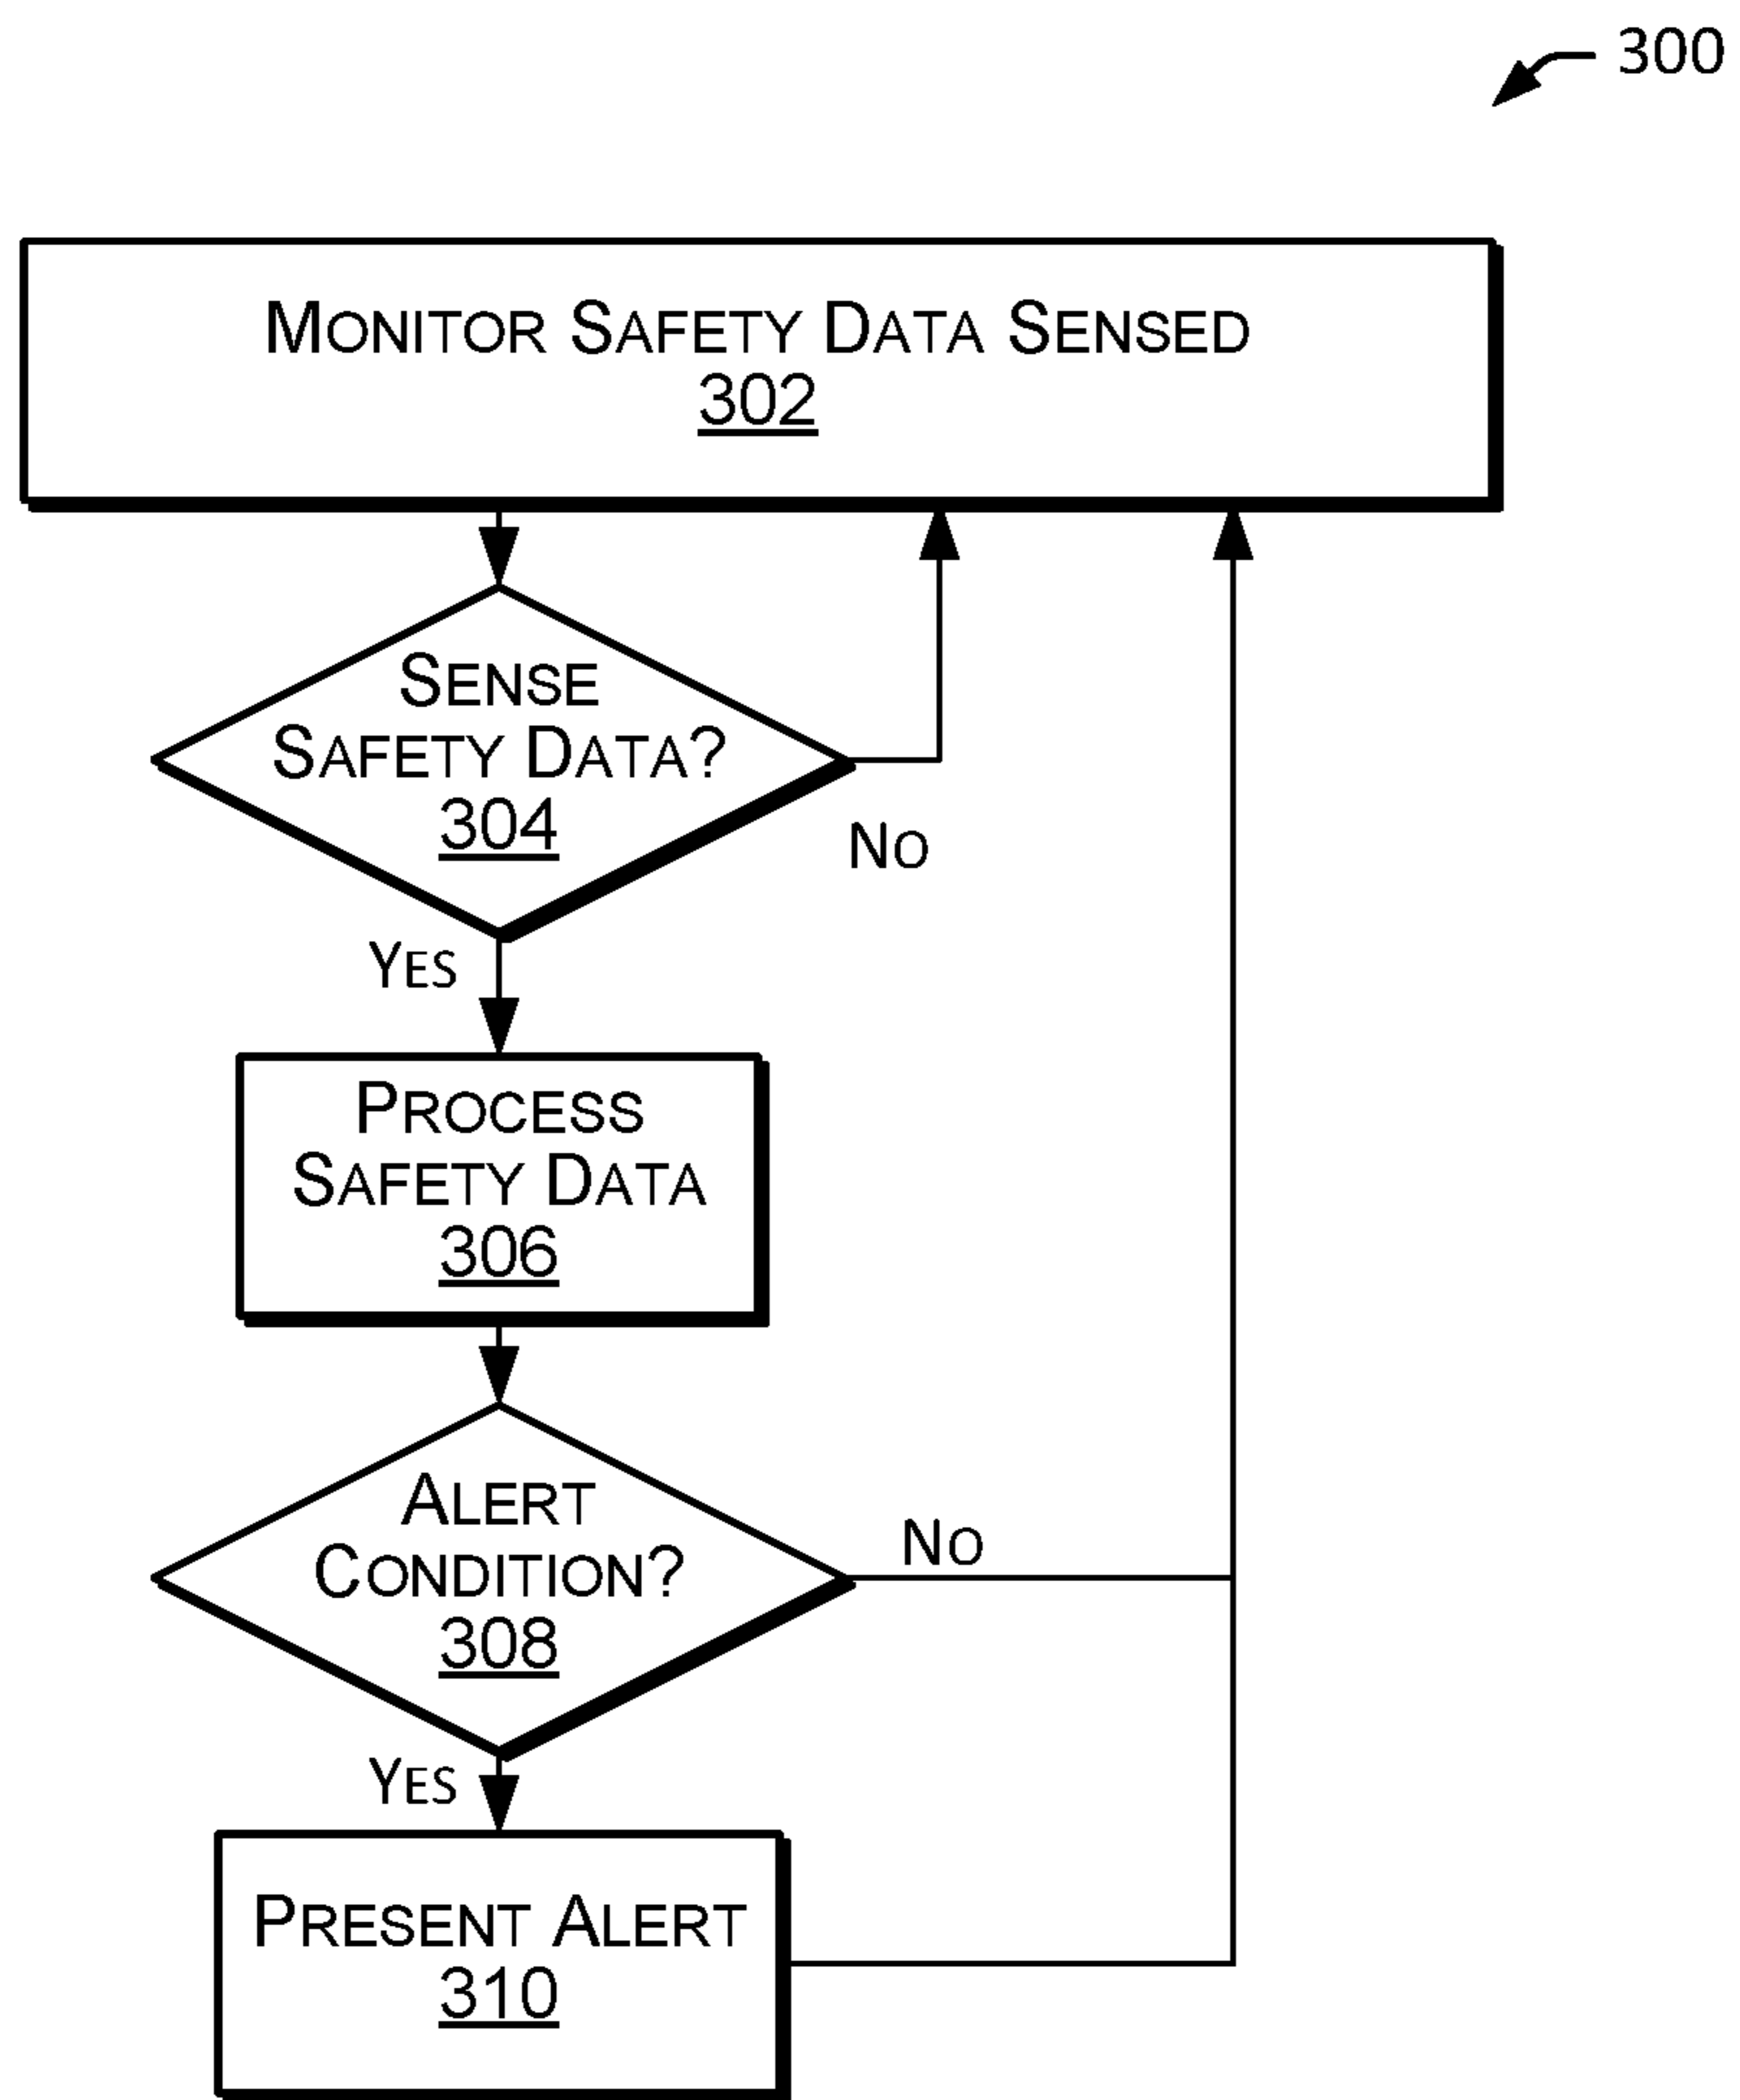 300
MONITOR SAFETY DATA SENSED
302
SENSE
SAFETY DATA?
304
NO
YES
PROCESS
SAFETY DATA
306
ALERT
CONDITION?
308
NO
YES
PRESENT ALERT
310